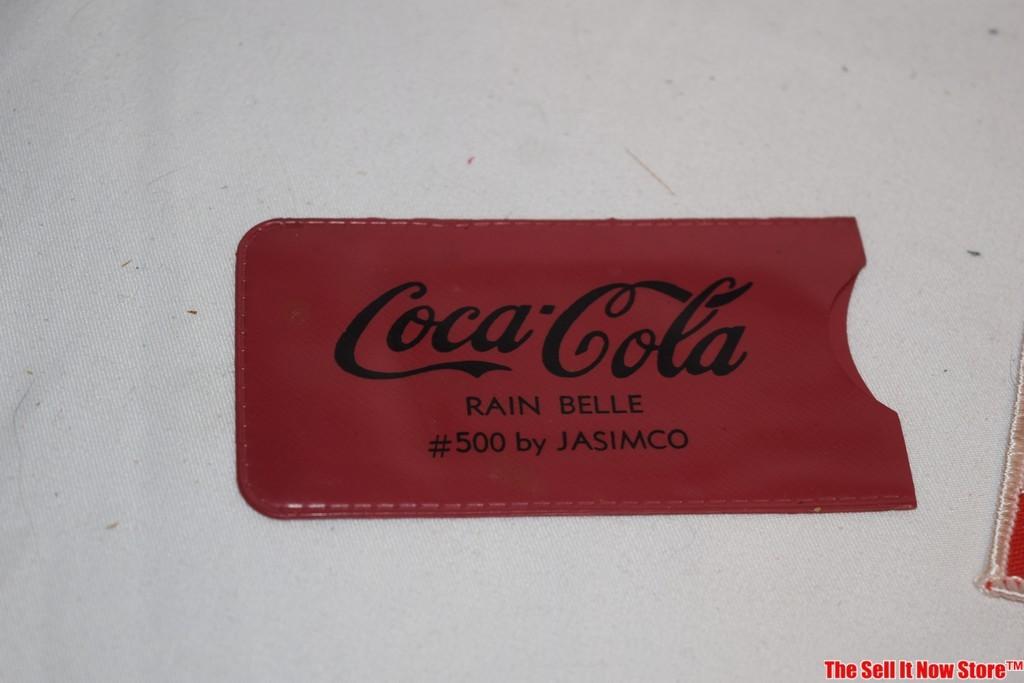 Coca-Cola
RAIN BELLE
#500 by JASIMCO
The Sell It Now Store™